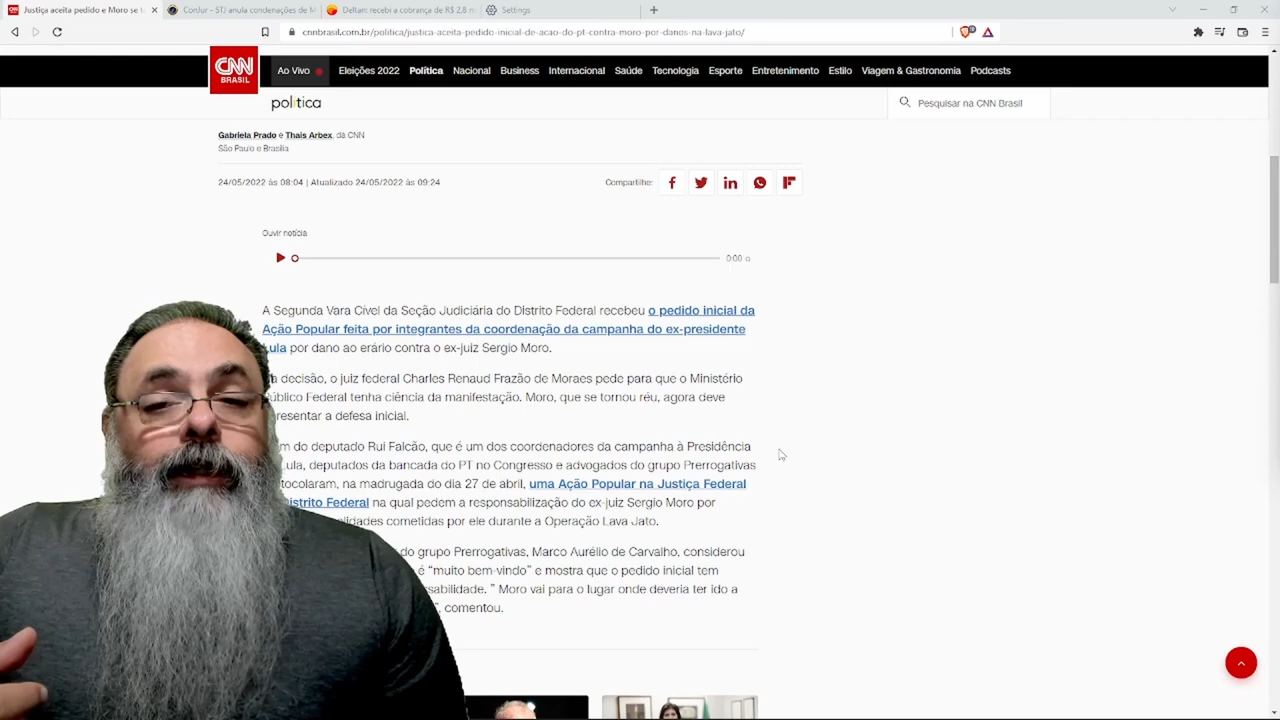 Justiça aceita pedido e Moro se t
ConJur - STJ anula condenações de M
Deltan: recebi a cobrança de R$ 2,8 m
Settings
cnnbrasil.com.br/politica/justica-aceita-pedido-inicial-de-acao-do-pt-contra-moro-por-danos-na-lava-jato/
CNN BRASIL
Ao Vivo Eleições 2022 Política Nacional Business Internacional Saúde Tecnologia Esporte Entretenimento Estilo Viagem & Gastronomia Podcasts
política
Pesquisar na CNN Brasil
Gabriela Prado e Thais Arbex, da CNN
São Paulo e Brasília
24/05/2022 às 08:04 | Atualizado 24/05/2022 às 09:24
Compartilhe:
Ouvir notícia
0:00
A Segunda Vara Cível da Seção Judiciária do Distrito Federal recebeu o pedido inicial da
Ação Popular feita por integrantes da coordenação da campanha do ex-presidente
Lula por dano ao erário contra o ex-juiz Sergio Moro.
a decisão, o juiz federal Charles Renaud Frazão de Moraes pede para que o Ministério
úblico Federal tenha ciência da manifestação. Moro, que se tornou réu, agora deve
presentar a defesa inicial.
m do deputado Rui Falcão, que é um dos coordenadores da campanha à Presidência
ula, deputados da bancada do PT no Congresso e advogados do grupo Prerrogativas
tocolaram, na madrugada do dia 27 de abril, uma Ação Popular na Justiça Federal
istrito Federal na qual pedem a responsabilização do ex-juiz Sergio Moro por
alidades cometidas por ele durante a Operação Lava Jato.
do grupo Prerrogativas, Marco Aurélio de Carvalho, considerou
é “muito bem-vindo” e mostra que o pedido inicial tem
sabilidade. ” Moro vai para o lugar onde deveria ter ido a
”, comentou.